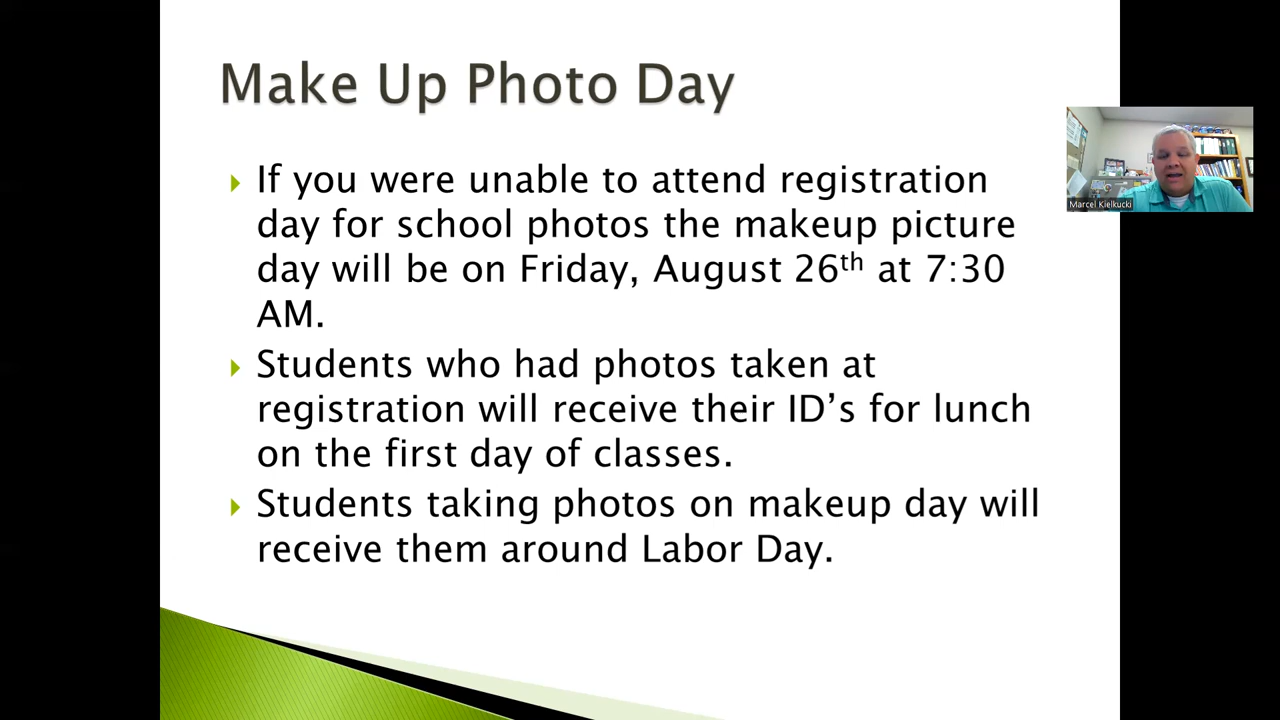 Make Up Photo Day
If you were unable to attend registration
day for school photos the makeup picture
day will be on Friday, August 26th at 7:30
AM.
Students who had photos taken at
registration will receive their ID’s for lunch
on the first day of classes.
Students taking photos on makeup day will
receive them around Labor Day.
Marcel Kielkucki